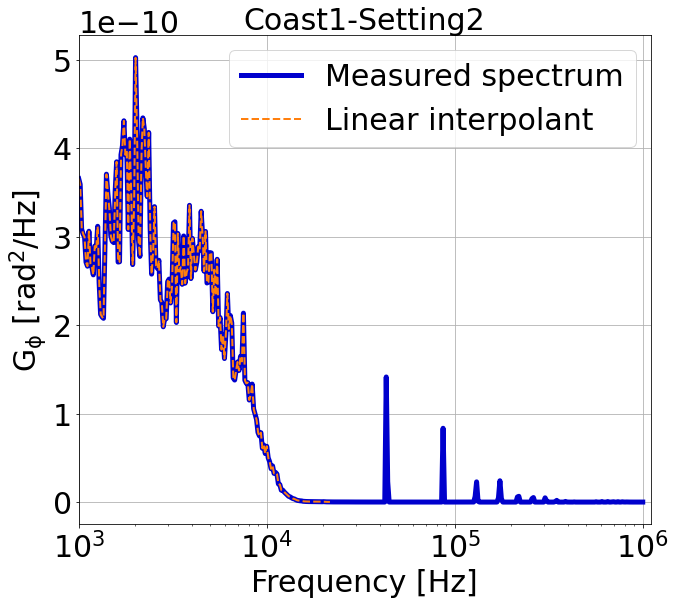 1e−10
Coast1-Setting2
Measured spectrum
Linear interpolant
5
4
3
2
1
0
G_ϕ [rad²/Hz]
10³
10⁴
10⁵
10⁶
Frequency [Hz]